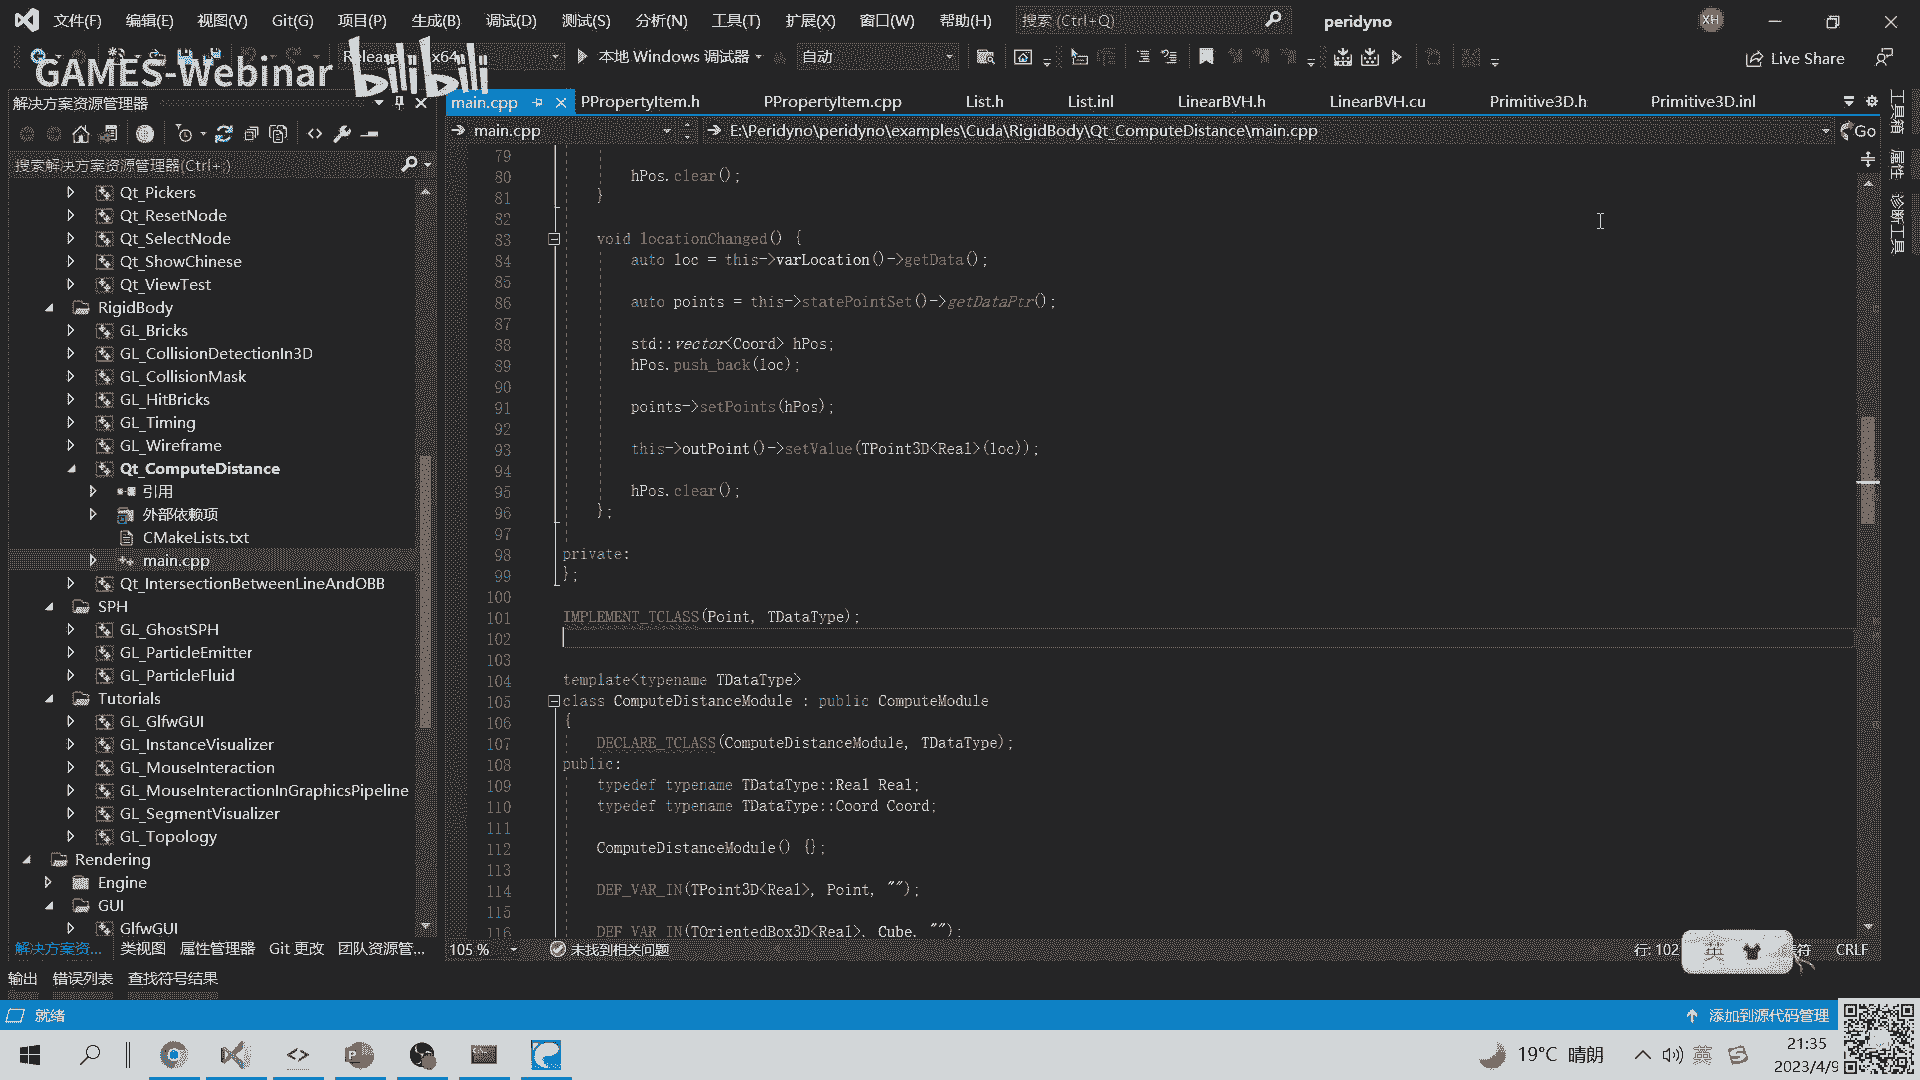 文件(F) 编辑(E) 视图(V) Git(G) 项目(P) 生成(B) 调试(D) 测试(S) 分析(N) 工具(T) 扩展(X) 窗口(W) 帮助(H) 搜索 (Ctrl+Q) peridyno XH
Release x64 本地 Windows 调试器 自动 Live Share
GAMES-Webinar bilibili
解决方案资源管理器
main.cpp PPropertyItem.h PPropertyItem.cpp List.h List.inl LinearBVH.h LinearBVH.cu Primitive3D.h Primitive3D.inl
main.cpp E:\Peridyno\peridyno\examples\Cuda\RigidBody\Qt_ComputeDistance\main.cpp Go
工具箱
属性
诊断工具
搜索解决方案资源管理器(Ctrl+;)
Qt_Pickers
Qt_ResetNode
Qt_SelectNode
Qt_ShowChinese
Qt_ViewTest
RigidBody
GL_Bricks
GL_CollisionDetectionIn3D
GL_CollisionMask
GL_HitBricks
GL_Timing
GL_Wireframe
Qt_ComputeDistance
引用
外部依赖项
CMakeLists.txt
main.cpp
Qt_IntersectionBetweenLineAndOBB
SPH
GL_GhostSPH
GL_ParticleEmitter
GL_ParticleFluid
Tutorials
GL_GlfwGUI
GL_InstanceVisualizer
GL_MouseInteraction
GL_MouseInteractionInGraphicsPipeline
GL_SegmentVisualizer
GL_Topology
Rendering
Engine
GUI
GlfwGUI
79
80 hPos.clear();
81 }
82
83 void locationChanged() {
84 auto loc = this->varLocation()->getData();
85
86 auto points = this->statePointSet()->getDataPtr();
87
88 std::vector<Coord> hPos;
89 hPos.push_back(loc);
90
91 points->setPoints(hPos);
92
93 this->outPoint()->setValue(TPoint3D<Real>(loc));
94
95 hPos.clear();
96 };
97
98 private:
99 };
100
101 IMPLEMENT_TCLASS(Point, TDataType);
102
103
104 template<typename TDataType>
105 class ComputeDistanceModule : public ComputeModule
106 {
107 DECLARE_TCLASS(ComputeDistanceModule, TDataType);
108 public:
109 typedef typename TDataType::Real Real;
110 typedef typename TDataType::Coord Coord;
111
112 ComputeDistanceModule() {};
113
114 DEF_VAR_IN(TPoint3D<Real>, Point, "");
115
116 DEF_VAR_IN(TOrientedBox3D<Real>, Cube, "");
解决方案资... 类视图 属性管理器 Git 更改 团队资源管...
105 % 未找到相关问题 行: 102 英 符 CRLF
输出 错误列表 查找符号结果
就绪 添加到源代码管理
19°C 晴朗 英 21:35
2023/4/9